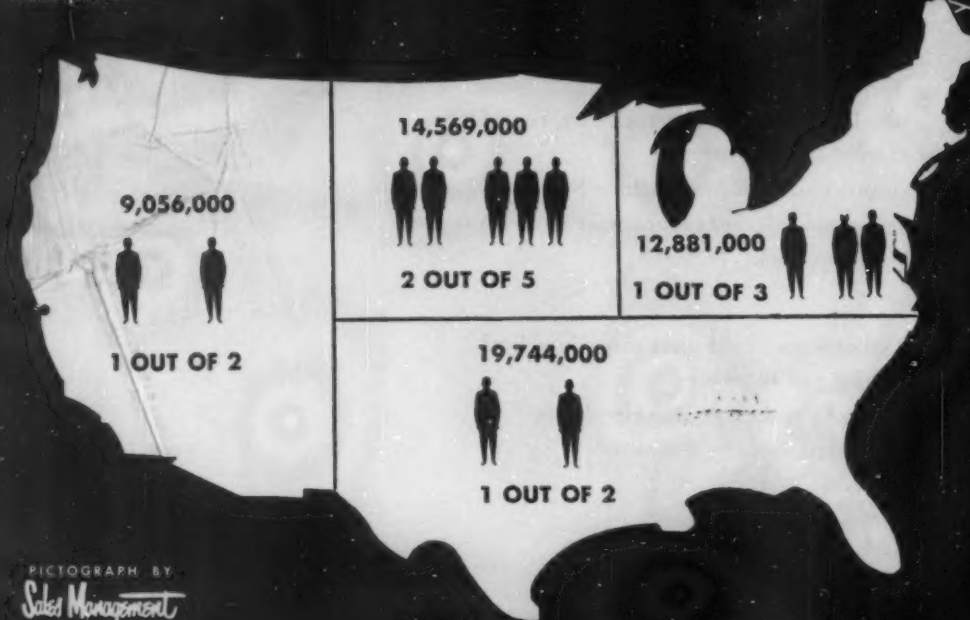 14,569,000
2 OUT OF 5
9,056,000
1 OUT OF 2
12,881,000
1 OUT OF 3
19,744,000
1 OUT OF 2
PICTOGRAPH BY
Sales Management